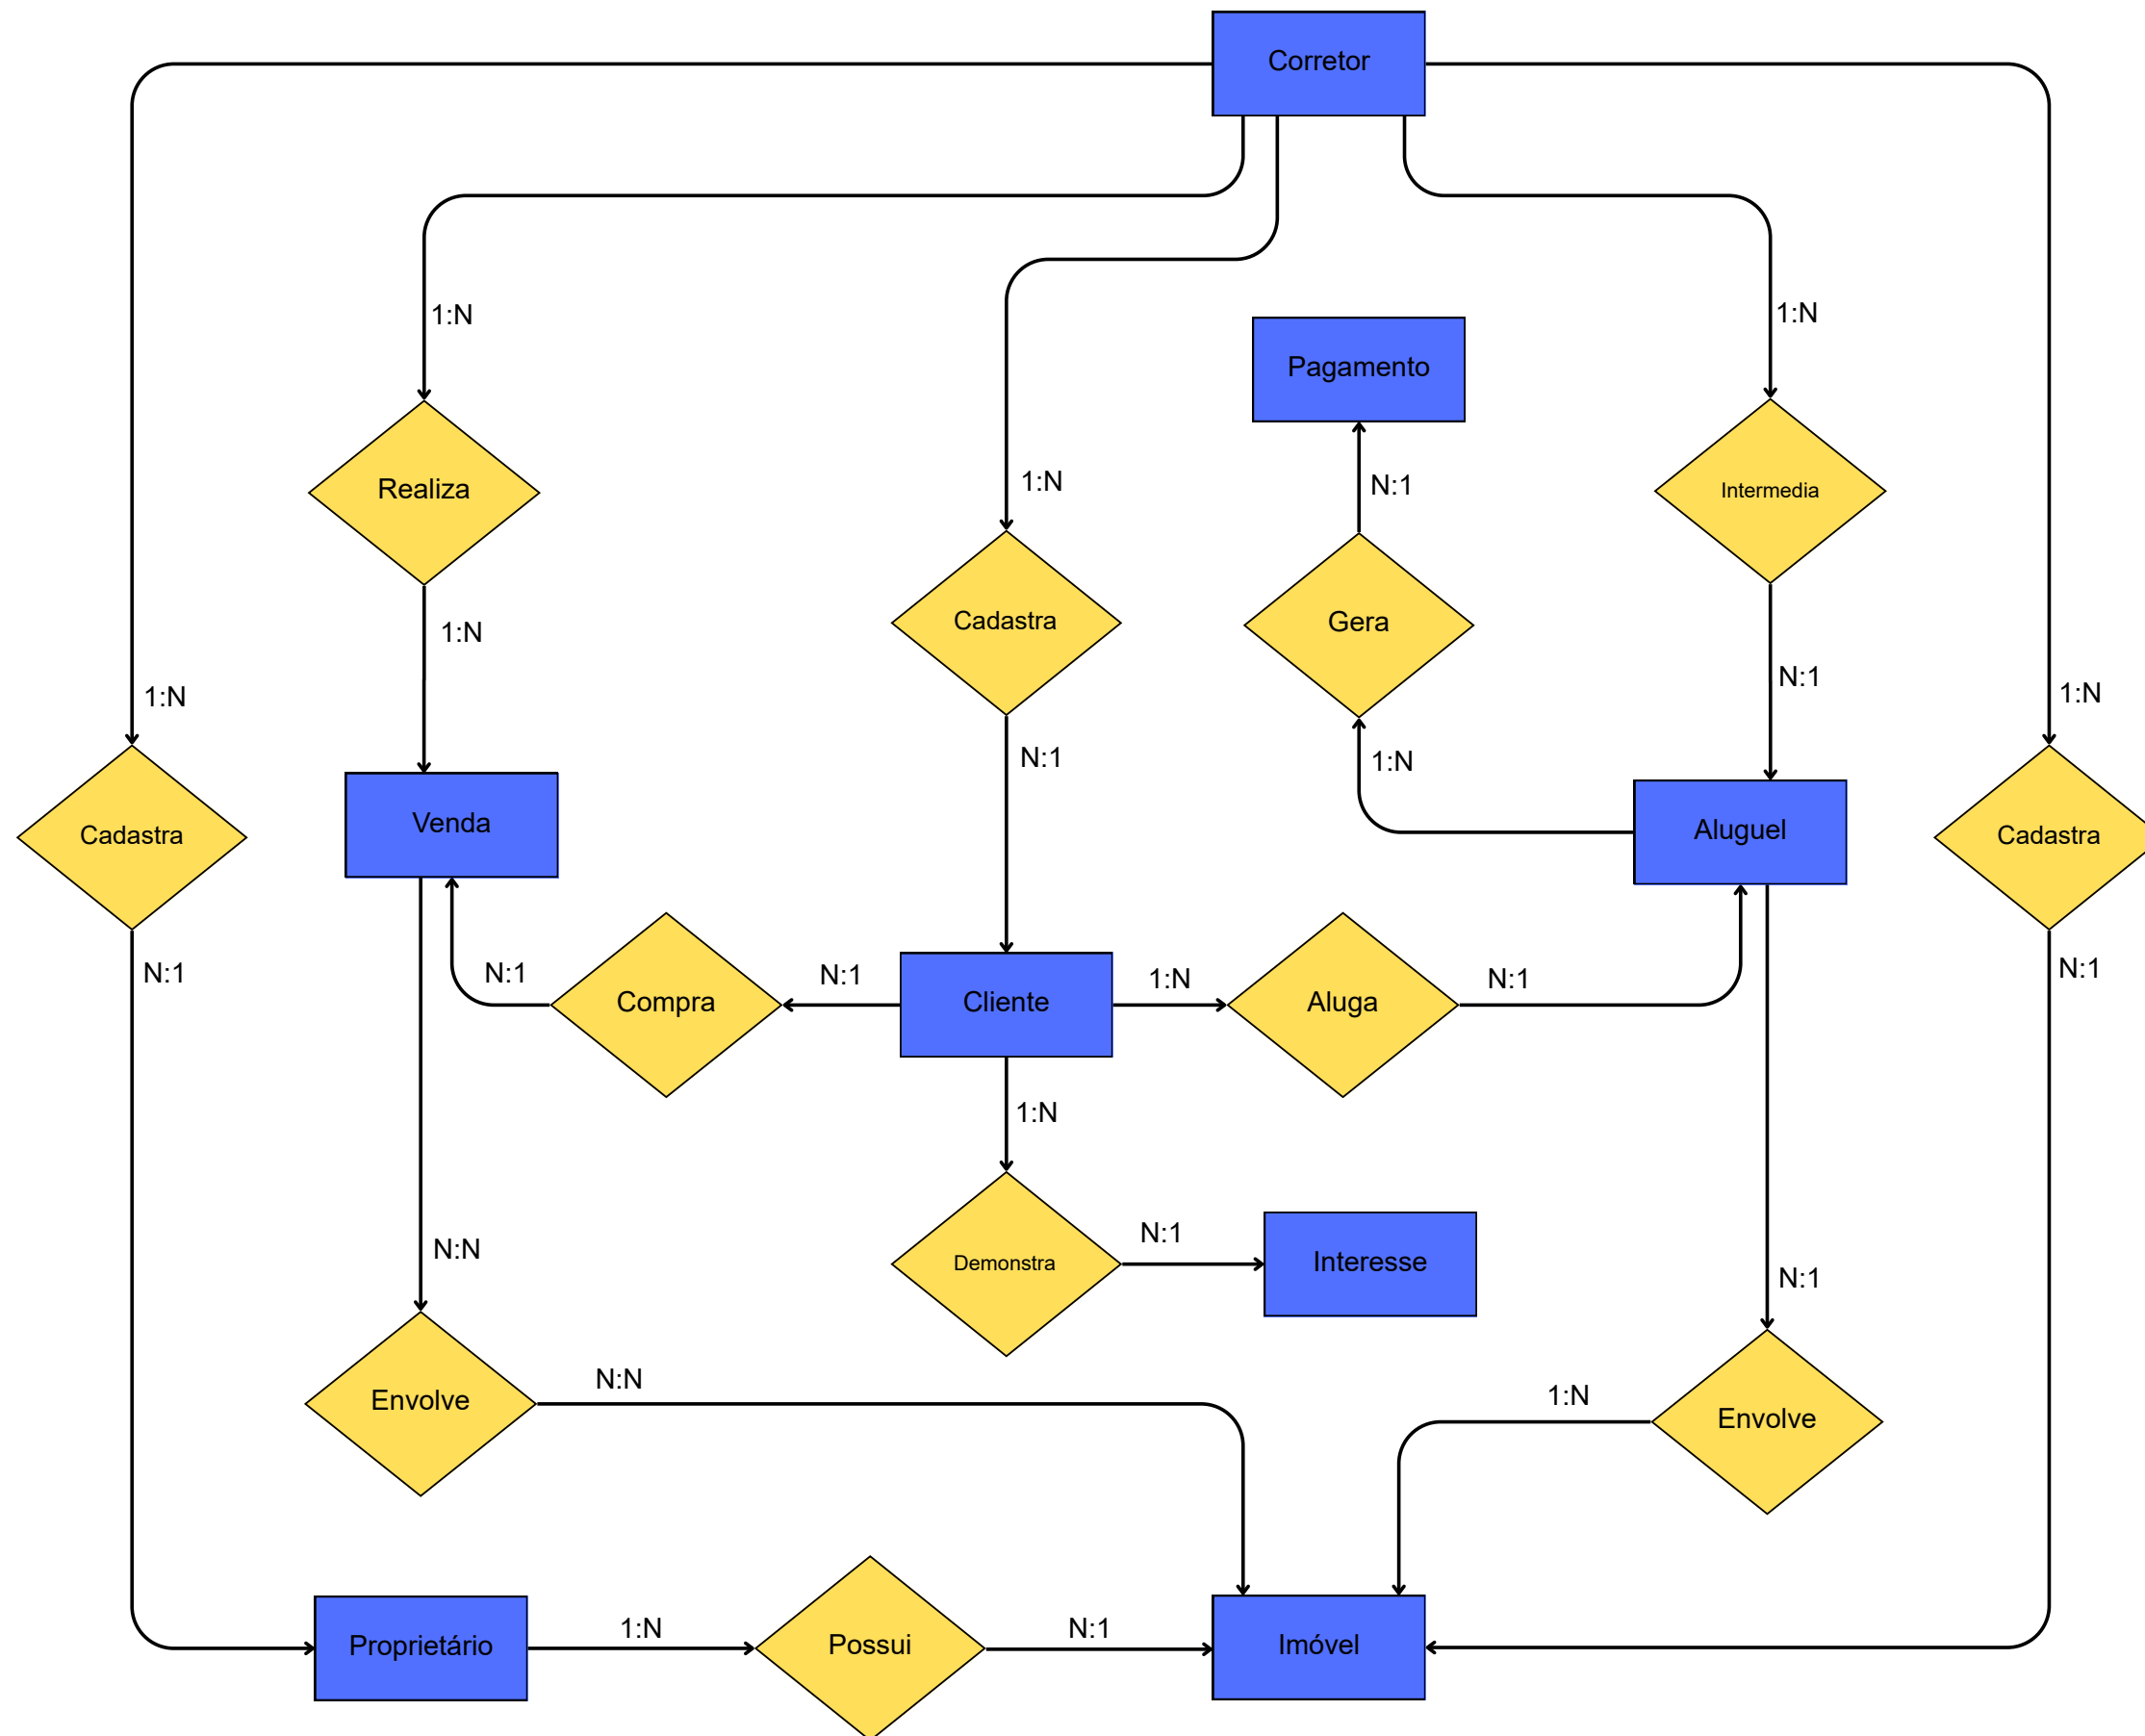 Corretor
1:N
1:N
Pagamento
1:N
N:1
Realiza
Intermedia
Cadastra
Gera
1:N
N:1
1:N
1:N
N:1
1:N
Cadastra
Venda
Aluguel
Cadastra
N:1
N:1
N:1
1:N
N:1
N:1
Compra
Cliente
Aluga
1:N
N:1
N:N
Demonstra
Interesse
N:1
N:N
1:N
Envolve
Envolve
1:N
N:1
Proprietário
Possui
Imóvel